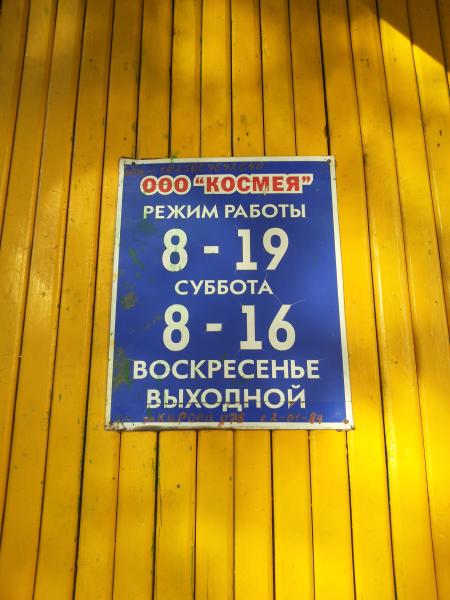 ООО “КОСМЕЯ”
РЕЖИМ РАБОТЫ
8 - 19
СУББОТА
8 - 16
ВОСКРЕСЕНЬЕ
ВЫХОДНОЙ